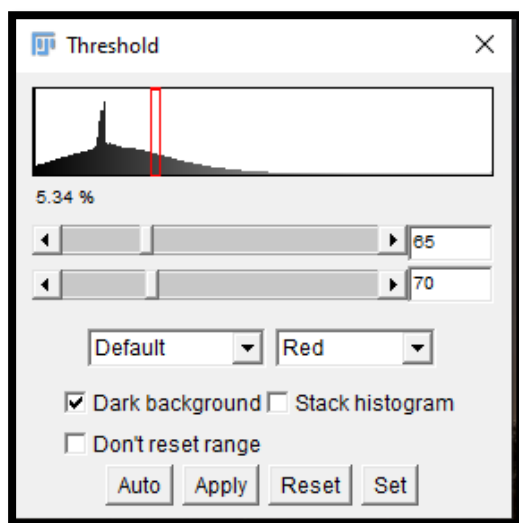 Threshold
5.34 %
65
70
Default Red
Dark background Stack histogram
Don't reset range
Auto Apply Reset Set